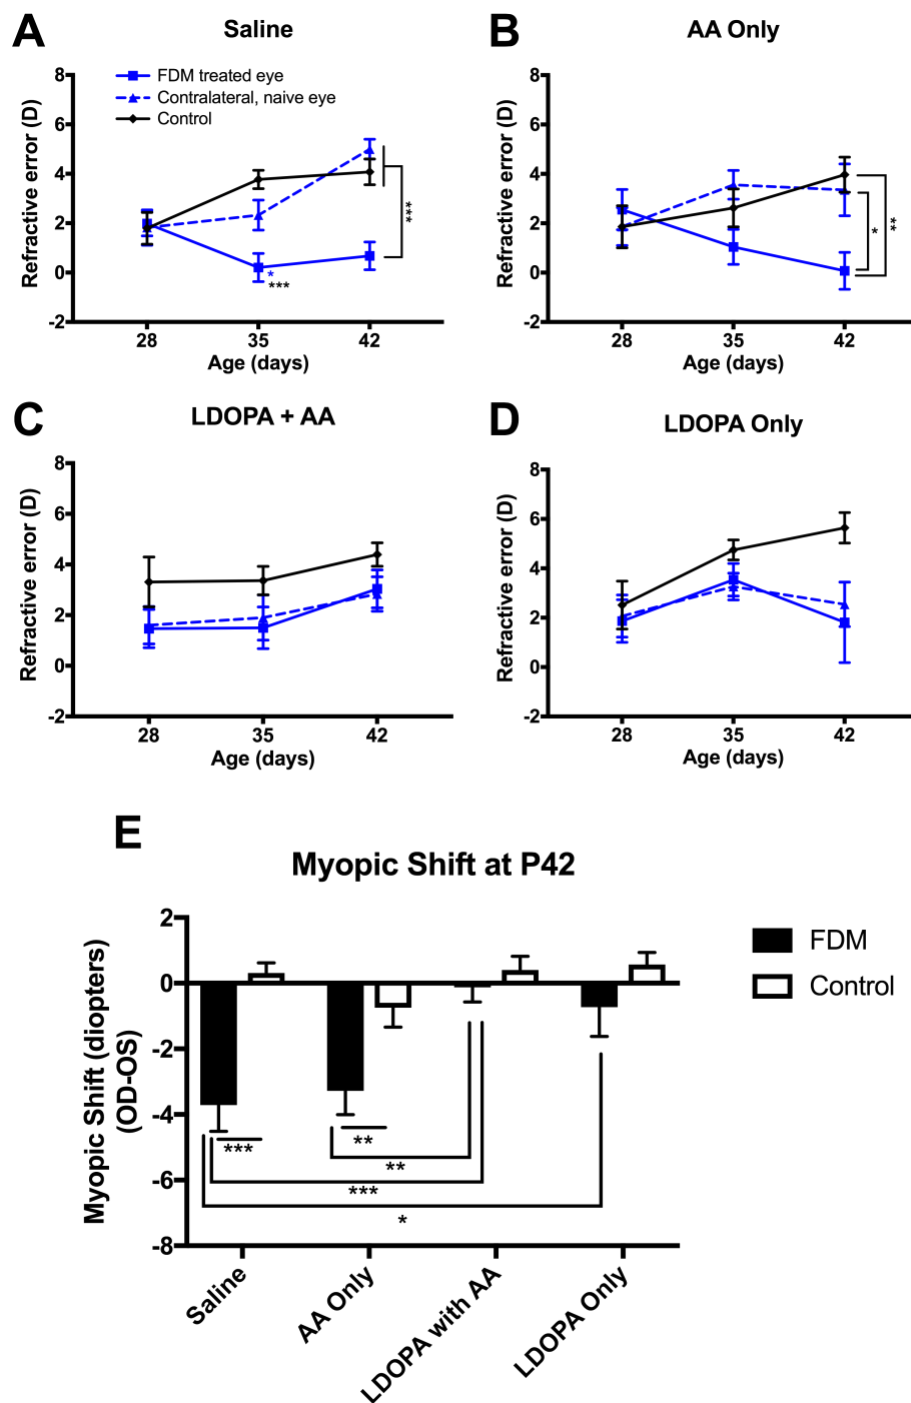 A
Saline
FDM treated eye
Contralateral, naive eye
Control
Refractive error (D)
8
6
4
2
0
-2
*
***
***
28 35 42
Age (days)
B
AA Only
Refractive error (D)
8
6
4
2
0
-2
*
**
28 35 42
Age (days)
C
LDOPA + AA
Refractive error (D)
8
6
4
2
0
-2
28 35 42
Age (days)
D
LDOPA Only
Refractive error (D)
8
6
4
2
0
-2
28 35 42
Age (days)
E
Myopic Shift at P42
Myopic Shift (diopters)
(OD-OS)
2
0
-2
-4
-6
-8
***
**
**
***
*
Saline
AA Only
LDOPA with AA
LDOPA Only
FDM
Control